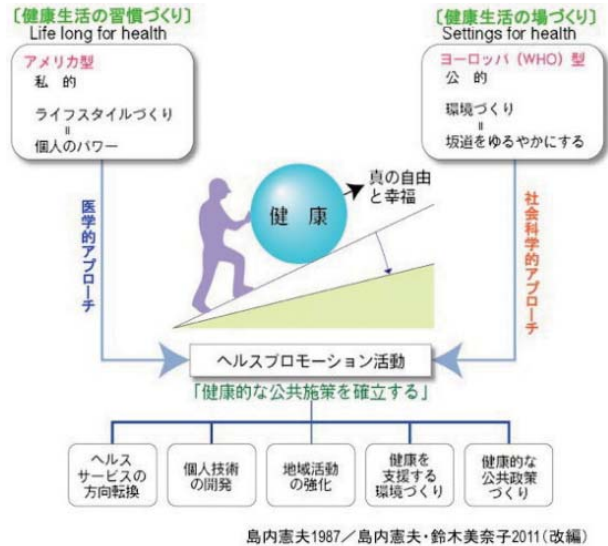 〔健康生活の習慣づくり〕
Life long for health
アメリカ型
私 的
ライフスタイルづくり
=
個人のパワー
〔健康生活の場づくり〕
Settings for health
ヨーロッパ（WHO）型
公 的
環境づくり
=
坂道をゆるやかにする
健 康
真の自由
と幸福
医学的アプローチ
社会科学的アプローチ
ヘルスプロモーション活動
「健康的な公共施策を確立する」
ヘルス
サービスの
方向転換
個人技術
の開発
地域活動
の強化
健康を
支援する
環境づくり
健康的な
公共政策
づくり
島内憲夫1987／島内憲夫・鈴木美奈子2011（改編）